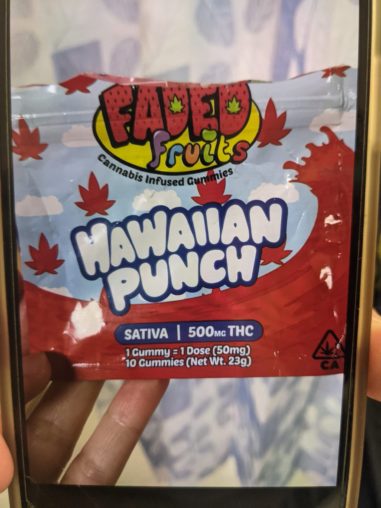 FADED
fruits
Cannabis Infused Gummies
HAWAIIAN
PUNCH
SATIVA | 500MG THC
1 Gummy = 1 Dose (50mg)
10 Gummies (Net Wt. 23g)
CA